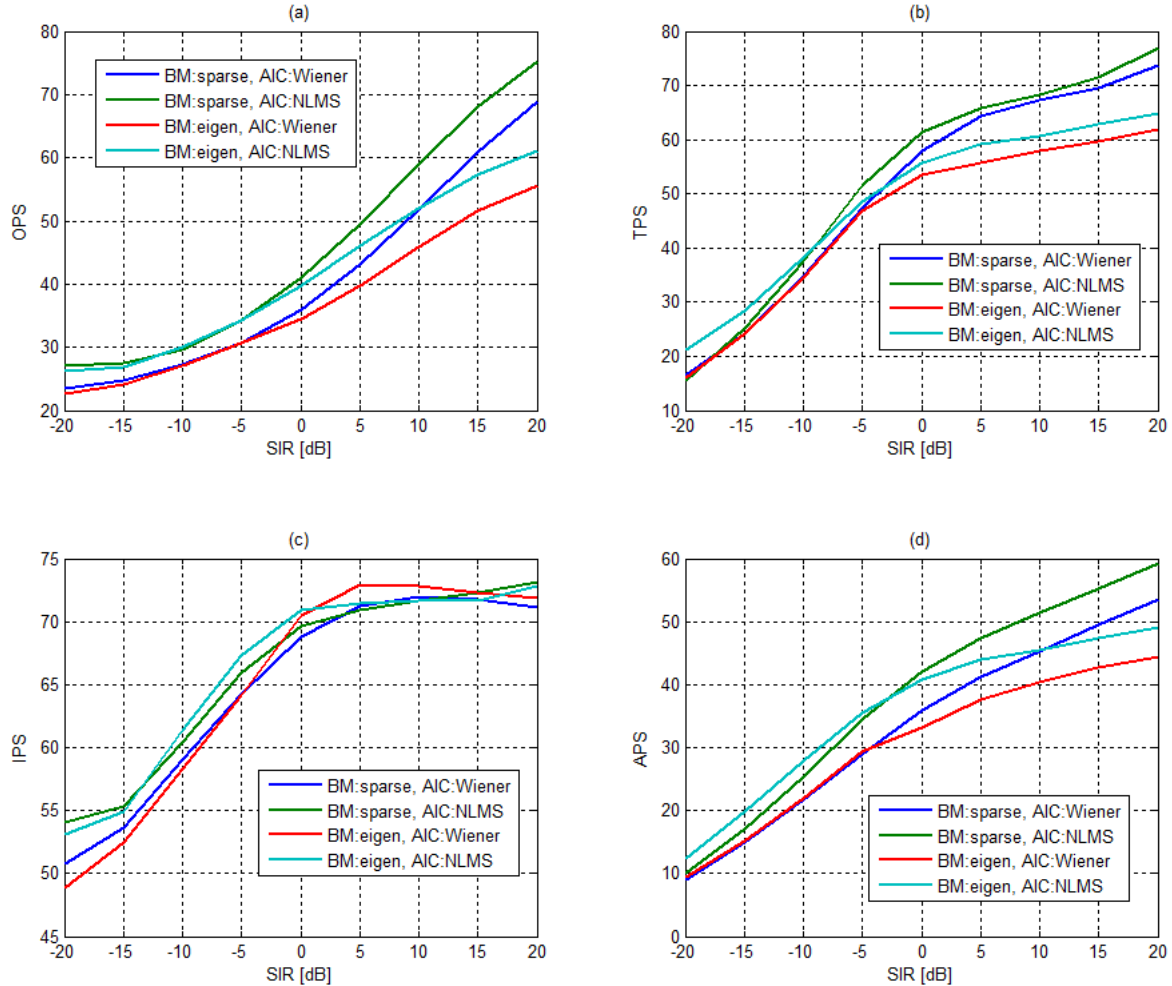 (a)
80
70
60
50
40
30
20
OPS
BM:sparse, AIC:Wiener
BM:sparse, AIC:NLMS
BM:eigen, AIC:Wiener
BM:eigen, AIC:NLMS
-20 -15 -10 -5 0 5 10 15 20
SIR [dB]
(b)
80
70
60
50
40
30
20
10
TPS
BM:sparse, AIC:Wiener
BM:sparse, AIC:NLMS
BM:eigen, AIC:Wiener
BM:eigen, AIC:NLMS
-20 -15 -10 -5 0 5 10 15 20
SIR [dB]
(c)
75
70
65
60
55
50
45
IPS
BM:sparse, AIC:Wiener
BM:sparse, AIC:NLMS
BM:eigen, AIC:Wiener
BM:eigen, AIC:NLMS
-20 -15 -10 -5 0 5 10 15 20
SIR [dB]
(d)
60
50
40
30
20
10
0
APS
BM:sparse, AIC:Wiener
BM:sparse, AIC:NLMS
BM:eigen, AIC:Wiener
BM:eigen, AIC:NLMS
-20 -15 -10 -5 0 5 10 15 20
SIR [dB]